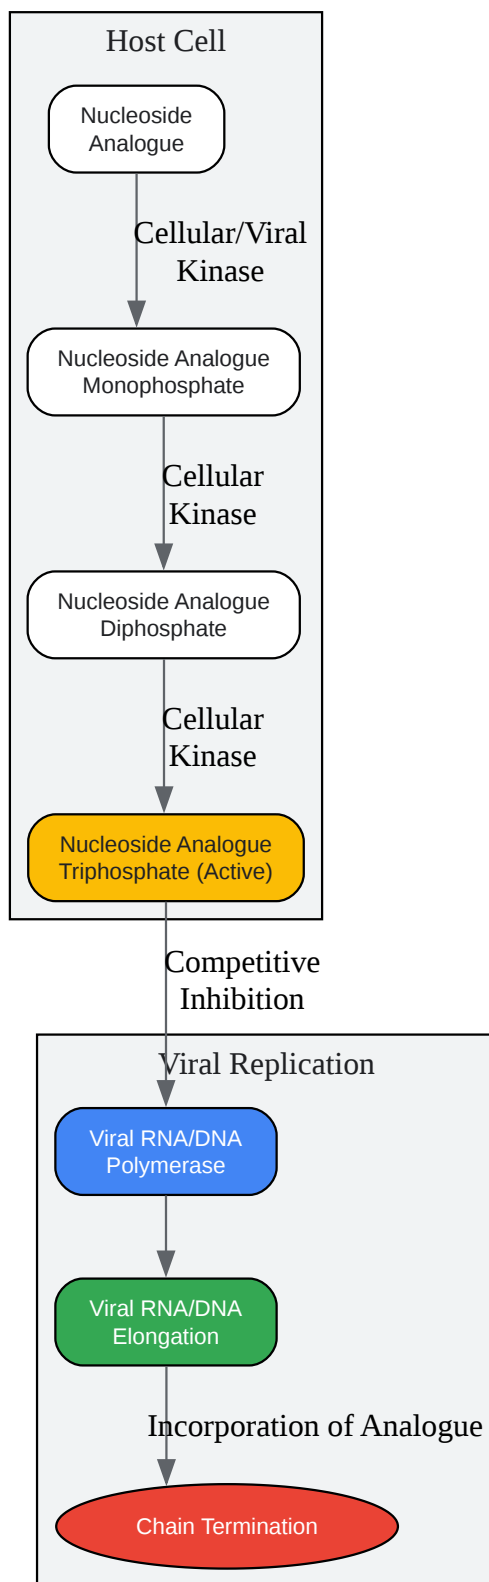 Host Cell
Nucleoside
Analogue
Cellular/Viral
Kinase
Nucleoside Analogue
Monophosphate
Cellular
Kinase
Nucleoside Analogue
Diphosphate
Cellular
Kinase
Nucleoside Analogue
Triphosphate (Active)
Competitive
Inhibition
Viral Replication
Viral RNA/DNA
Polymerase
Viral RNA/DNA
Elongation
Incorporation of Analogue
Chain Termination